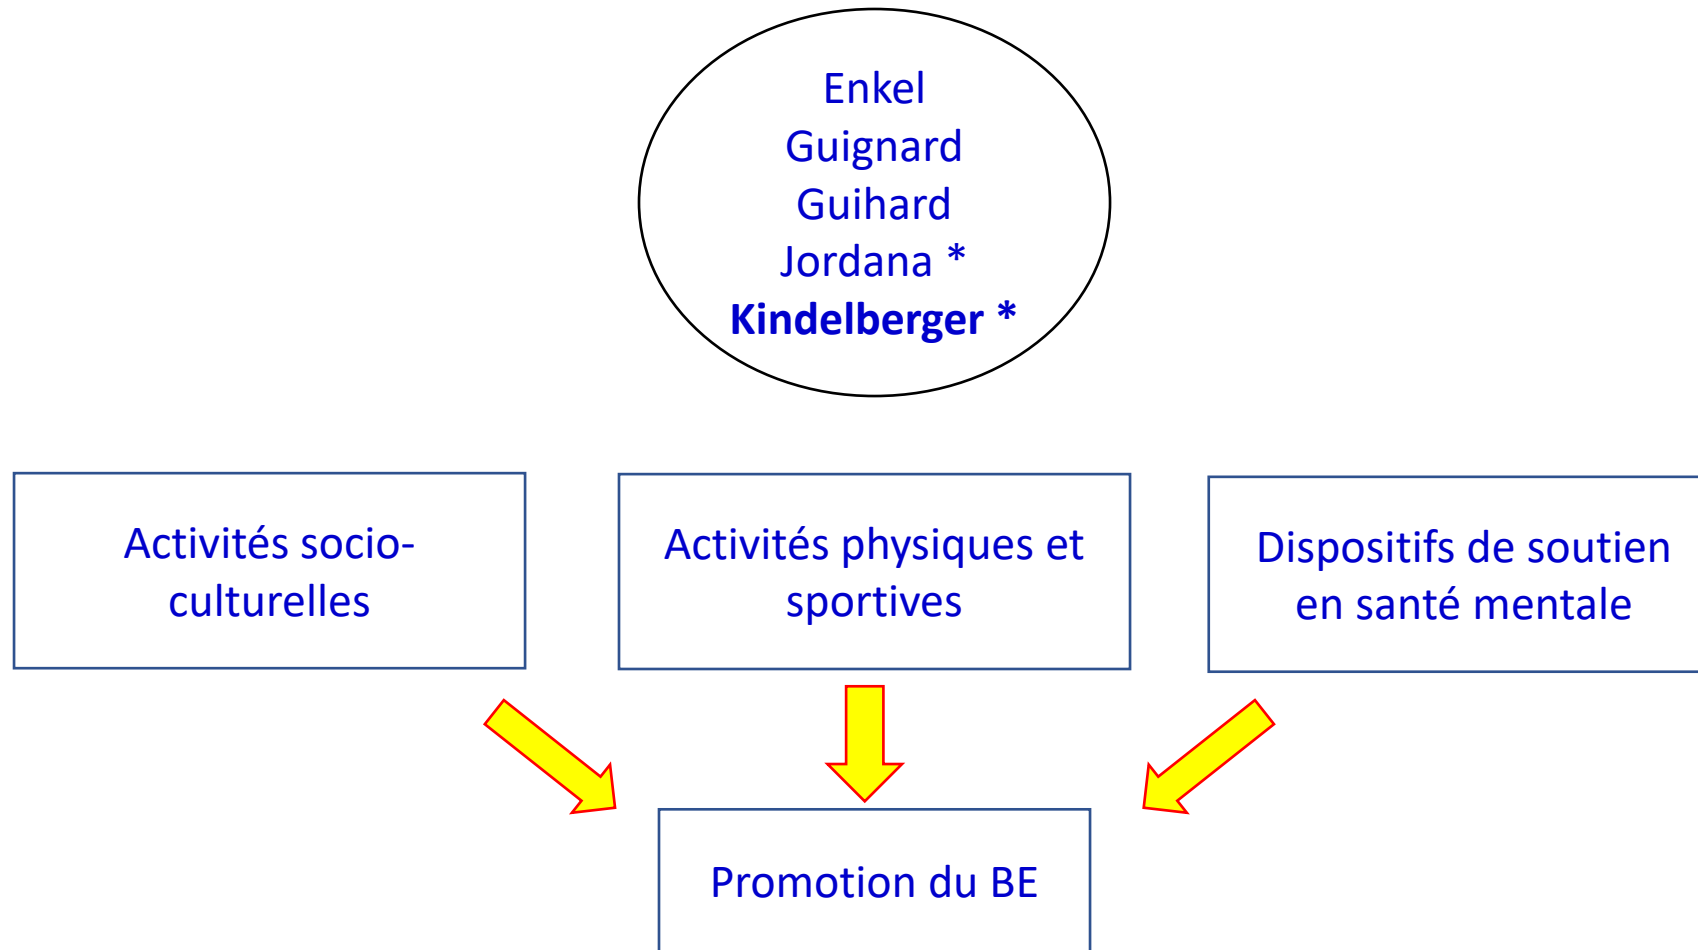 Enkel
Guignard
Guihard
Jordana *
Kindelberger *
Activités socio-
culturelles
Activités physiques et
sportives
Dispositifs de soutien
en santé mentale
Promotion du BE